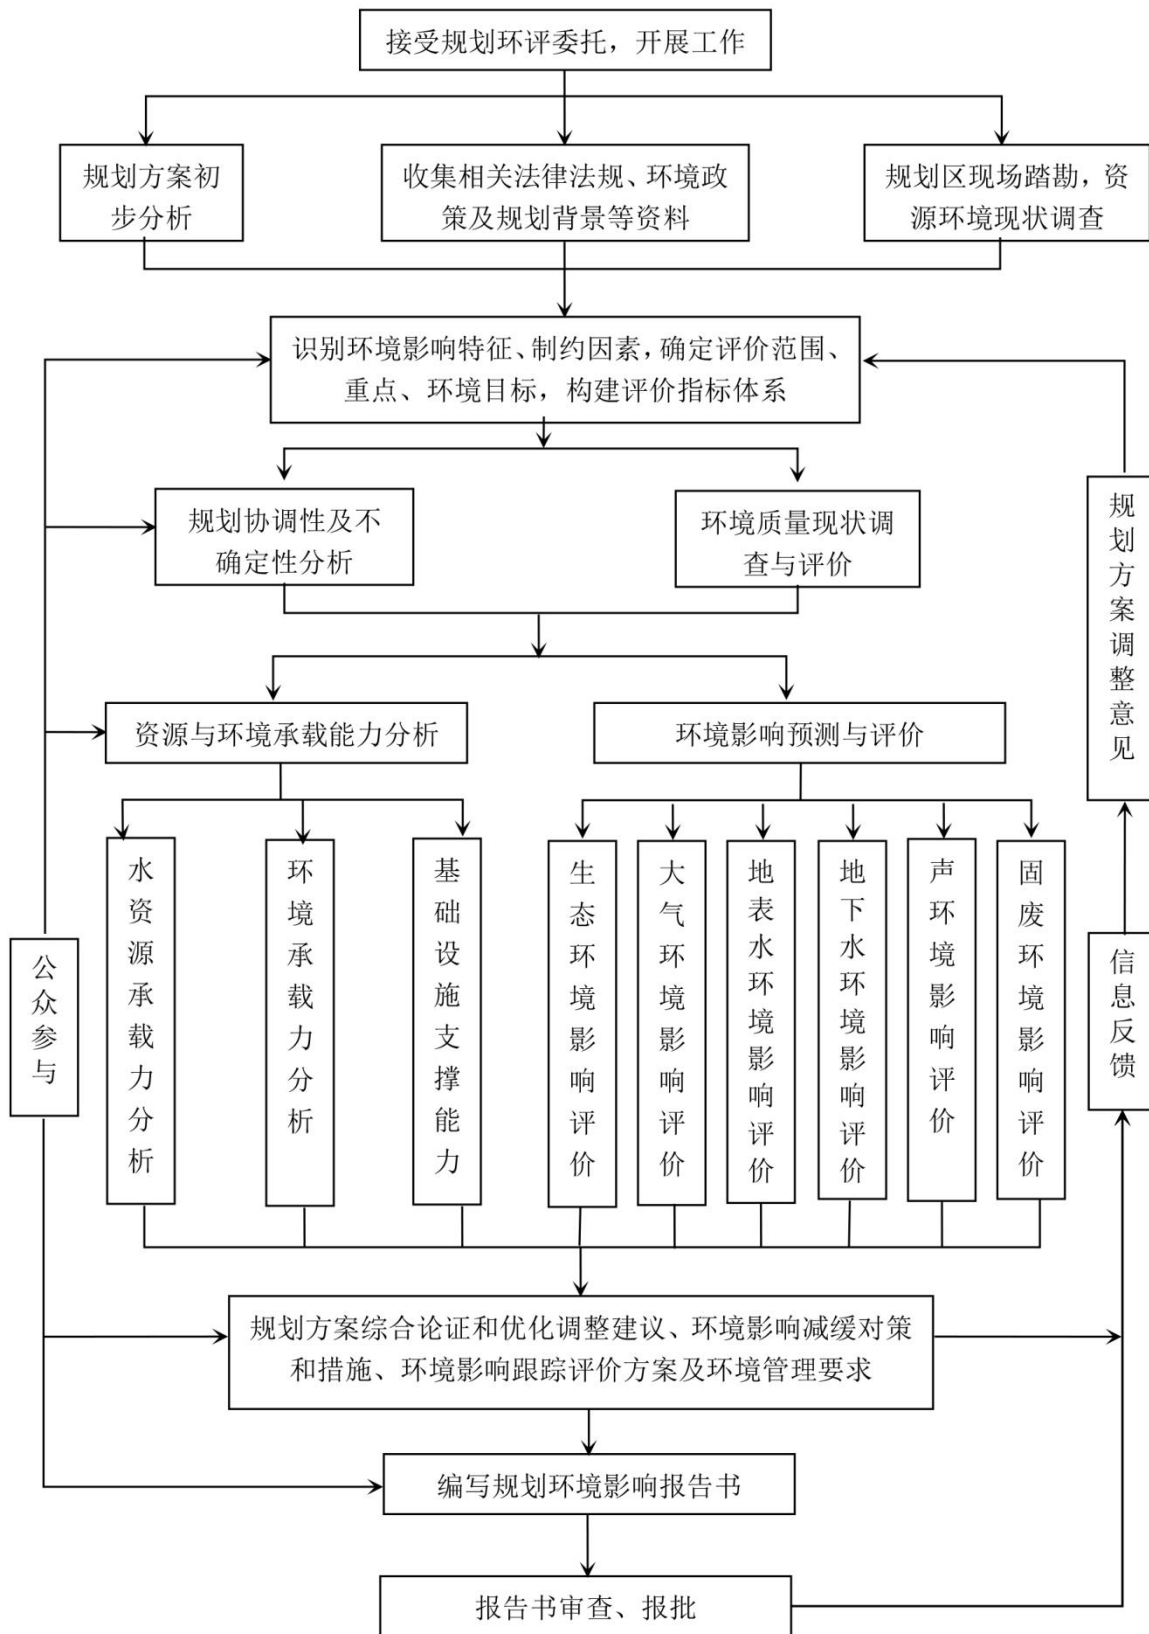 接受规划环评委托，开展工作
规划方案初
步分析
收集相关法律法规、环境政
策及规划背景等资料
规划区现场踏勘，资
源环境现状调查
识别环境影响特征、制约因素，确定评价范围、
重点、环境目标，构建评价指标体系
规划协调性及不
确定性分析
环境质量现状调
查与评价
规划方案调整意见
资源与环境承载能力分析
环境影响预测与评价
水资源承载力分析
环境承载力分析
基础设施支撑能力
生态环境影响评价
大气环境影响评价
地表水环境影响评价
地下水环境影响评价
声环境影响评价
固废环境影响评价
公众参与
信息反馈
规划方案综合论证和优化调整建议、环境影响减缓对策
和措施、环境影响跟踪评价方案及环境管理要求
编写规划环境影响报告书
报告书审查、报批